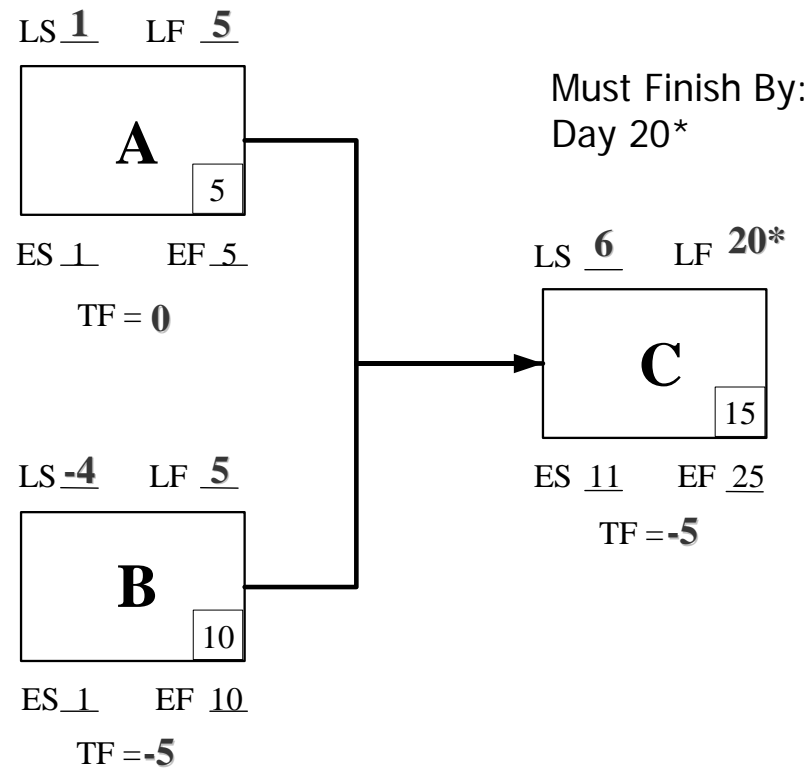 LS 1 LF 5
A
5
ES 1 EF 5
TF = 0
Must Finish By:
Day 20*
LS 6 LF 20*
C
15
ES 11 EF 25
TF = -5
LS -4 LF 5
B
10
ES 1 EF 10
TF = -5